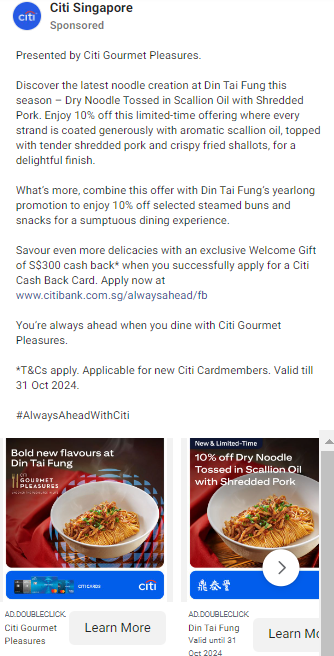 citi
Citi Singapore
Sponsored
Presented by Citi Gourmet Pleasures.
Discover the latest noodle creation at Din Tai Fung this
season – Dry Noodle Tossed in Scallion Oil with Shredded
Pork. Enjoy 10% off this limited-time offering where every
strand is coated generously with aromatic scallion oil, topped
with tender shredded pork and crispy fried shallots, for a
delightful finish.
What's more, combine this offer with Din Tai Fung's yearlong
promotion to enjoy 10% off selected steamed buns and
snacks for a sumptuous dining experience.
Savour even more delicacies with an exclusive Welcome Gift
of S$300 cash back* when you successfully apply for a Citi
Cash Back Card. Apply now at
www.citibank.com.sg/alwaysahead/fb
You're always ahead when you dine with Citi Gourmet
Pleasures.
*T&Cs apply. Applicable for new Citi Cardmembers. Valid till
31 Oct 2024.
#AlwaysAheadWithCiti
Bold new flavours at
Din Tai Fung
citi
GOURMET
PLEASURES
CITI CARDS
citi
AD.DOUBLECLICK.
Citi Gourmet
Pleasures
Learn More
New & Limited-Time
10% off Dry Noodle
Tossed in Scallion Oil
with Shredded Pork
鼎泰豐
AD.DOUBLECLICK.
Din Tai Fung
Valid until 31
Oct 2024
Learn Mo